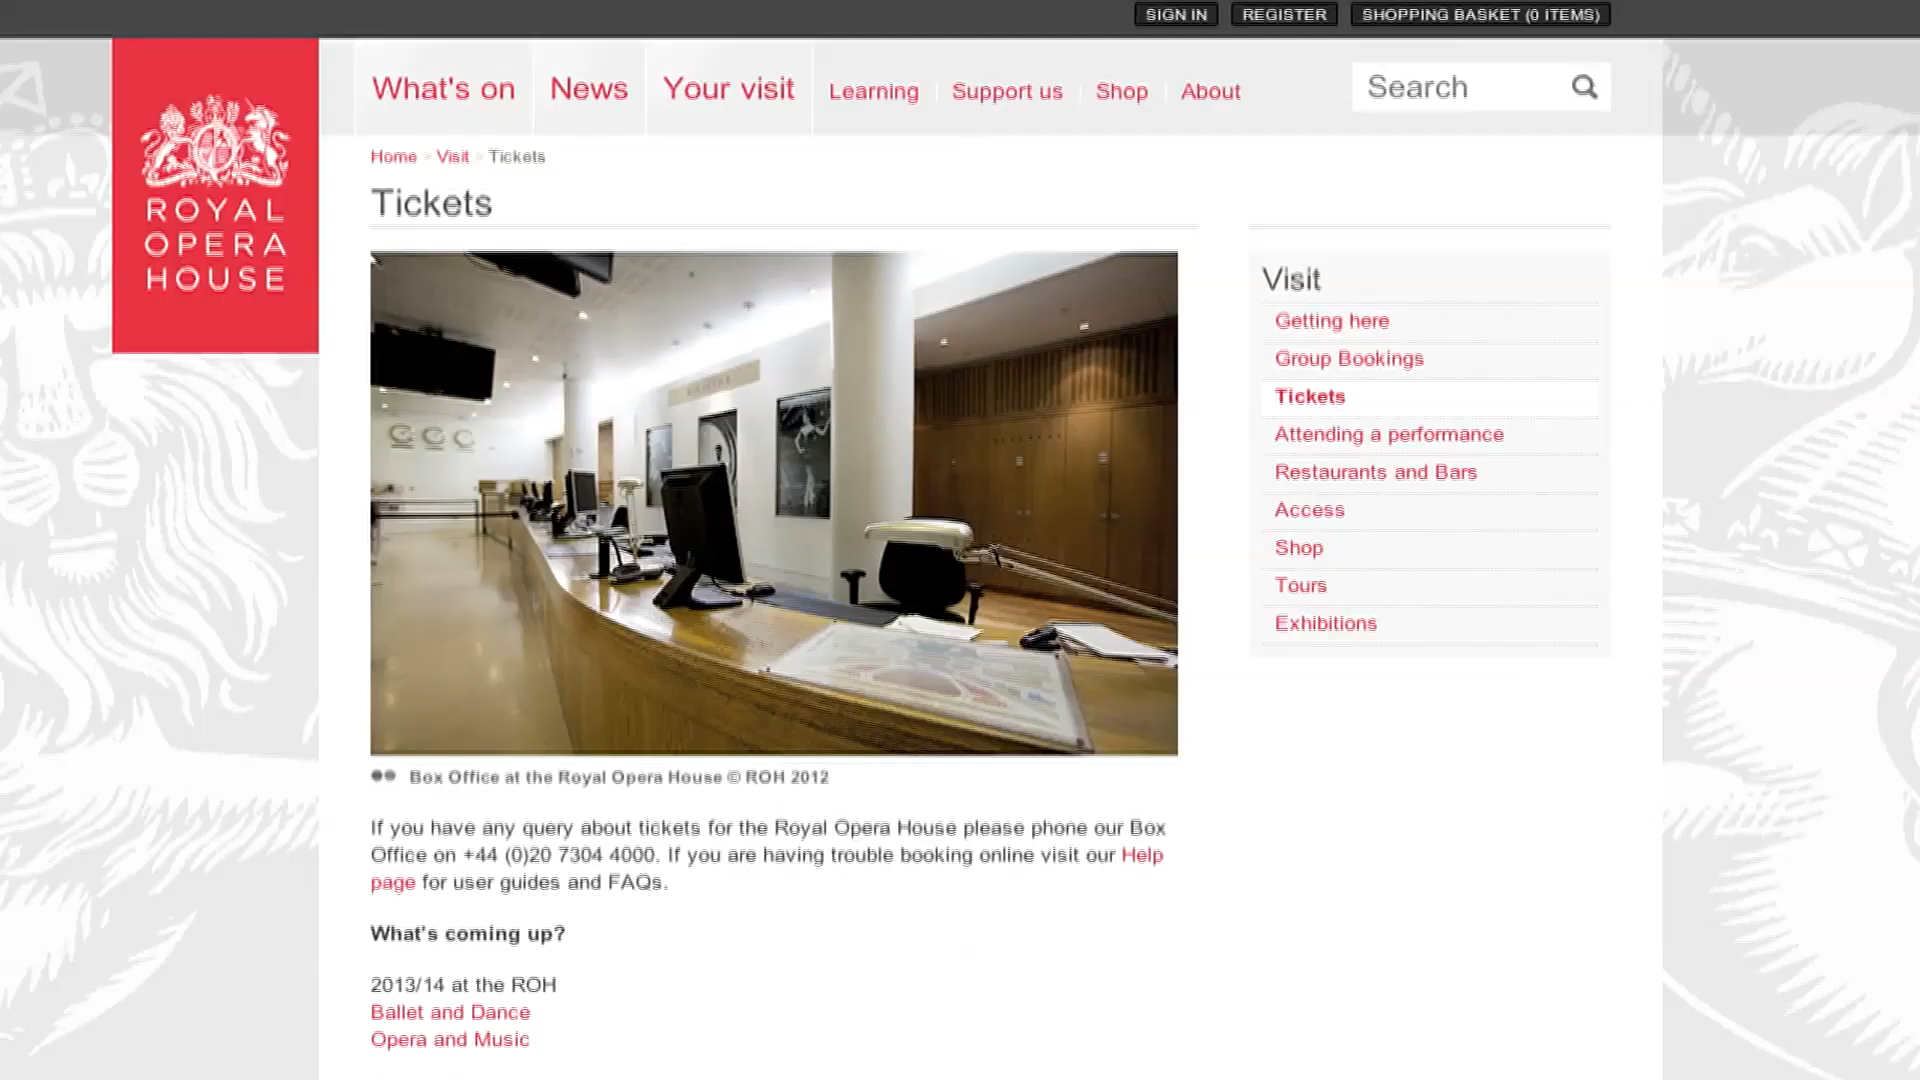 SIGN IN
REGISTER
SHOPPING BASKET (0 ITEMS)
ROYAL
OPERA
HOUSE
What's on
News
Your visit
Learning
Support us
Shop
About
Search
Home > Visit > Tickets
Tickets
Box Office at the Royal Opera House © ROH 2012
If you have any query about tickets for the Royal Opera House please phone our Box
Office on +44 (0)20 7304 4000. If you are having trouble booking online visit our Help
page for user guides and FAQs.
What's coming up?
2013/14 at the ROH
Ballet and Dance
Opera and Music
Visit
Getting here
Group Bookings
Tickets
Attending a performance
Restaurants and Bars
Access
Shop
Tours
Exhibitions